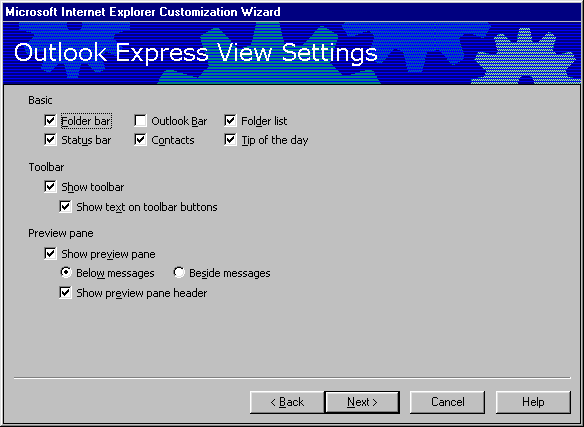 Microsoft Internet Explorer Customization Wizard
Outlook Express View Settings
Basic
Folder bar Outlook Bar Folder list
Status bar Contacts Tip of the day
Toolbar
Show toolbar
Show text on toolbar buttons
Preview pane
Show preview pane
Below messages Beside messages
Show preview pane header
< Back Next > Cancel Help